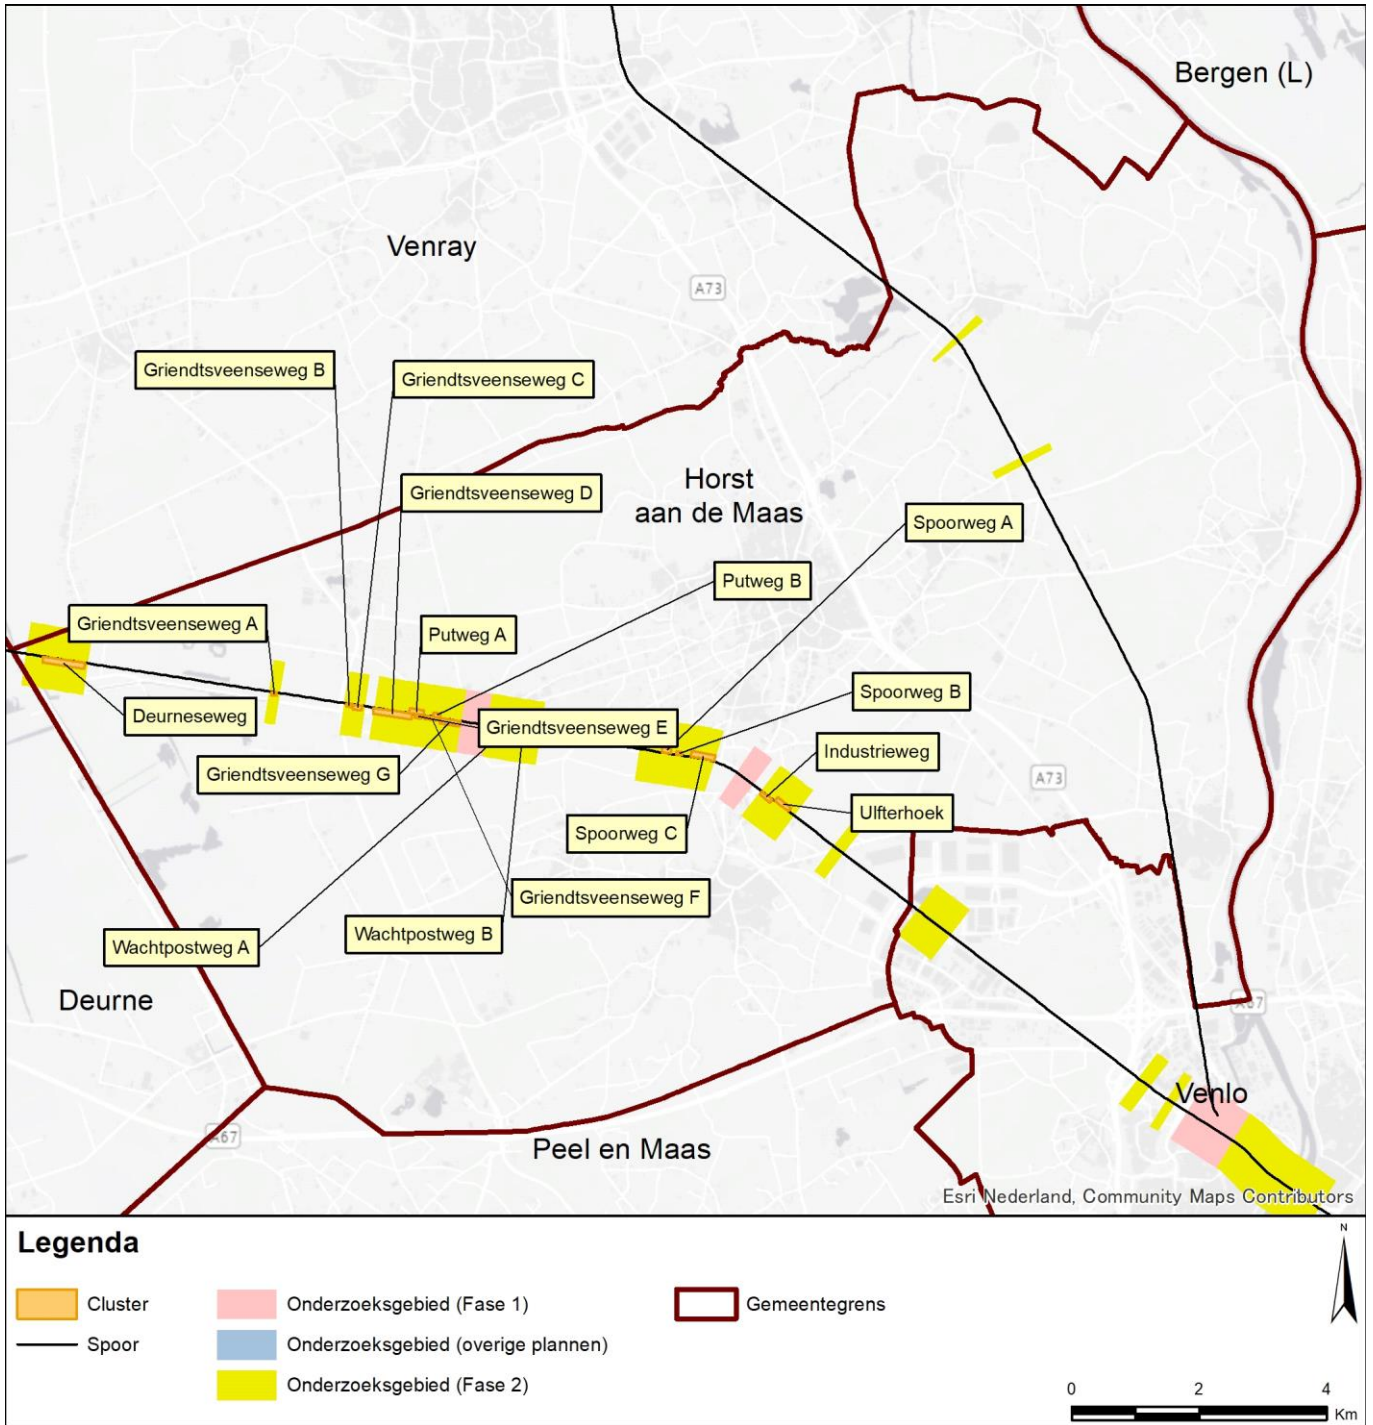 Bergen (L)
Venray
A73
Griendtsveenseweg B
Griendtsveenseweg C
Horst
aan de Maas
Griendtsveenseweg D
Spoorweg A
Putweg B
Griendtsveenseweg A
Putweg A
Spoorweg B
Deurneseweg
Griendtsveenseweg E
Industrieweg
Griendtsveenseweg G
A73
Ulfterhoek
Spoorweg C
Griendtsveenseweg F
Wachtpostweg B
Wachtpostweg A
Deurne
A67
Venlo
A67
Peel en Maas
Esri Nederland, Community Maps Contributors
Legenda
N
Cluster
Onderzoeksgebied (Fase 1)
Gemeentegrens
Spoor
Onderzoeksgebied (overige plannen)
Onderzoeksgebied (Fase 2)
0 2 4
Km